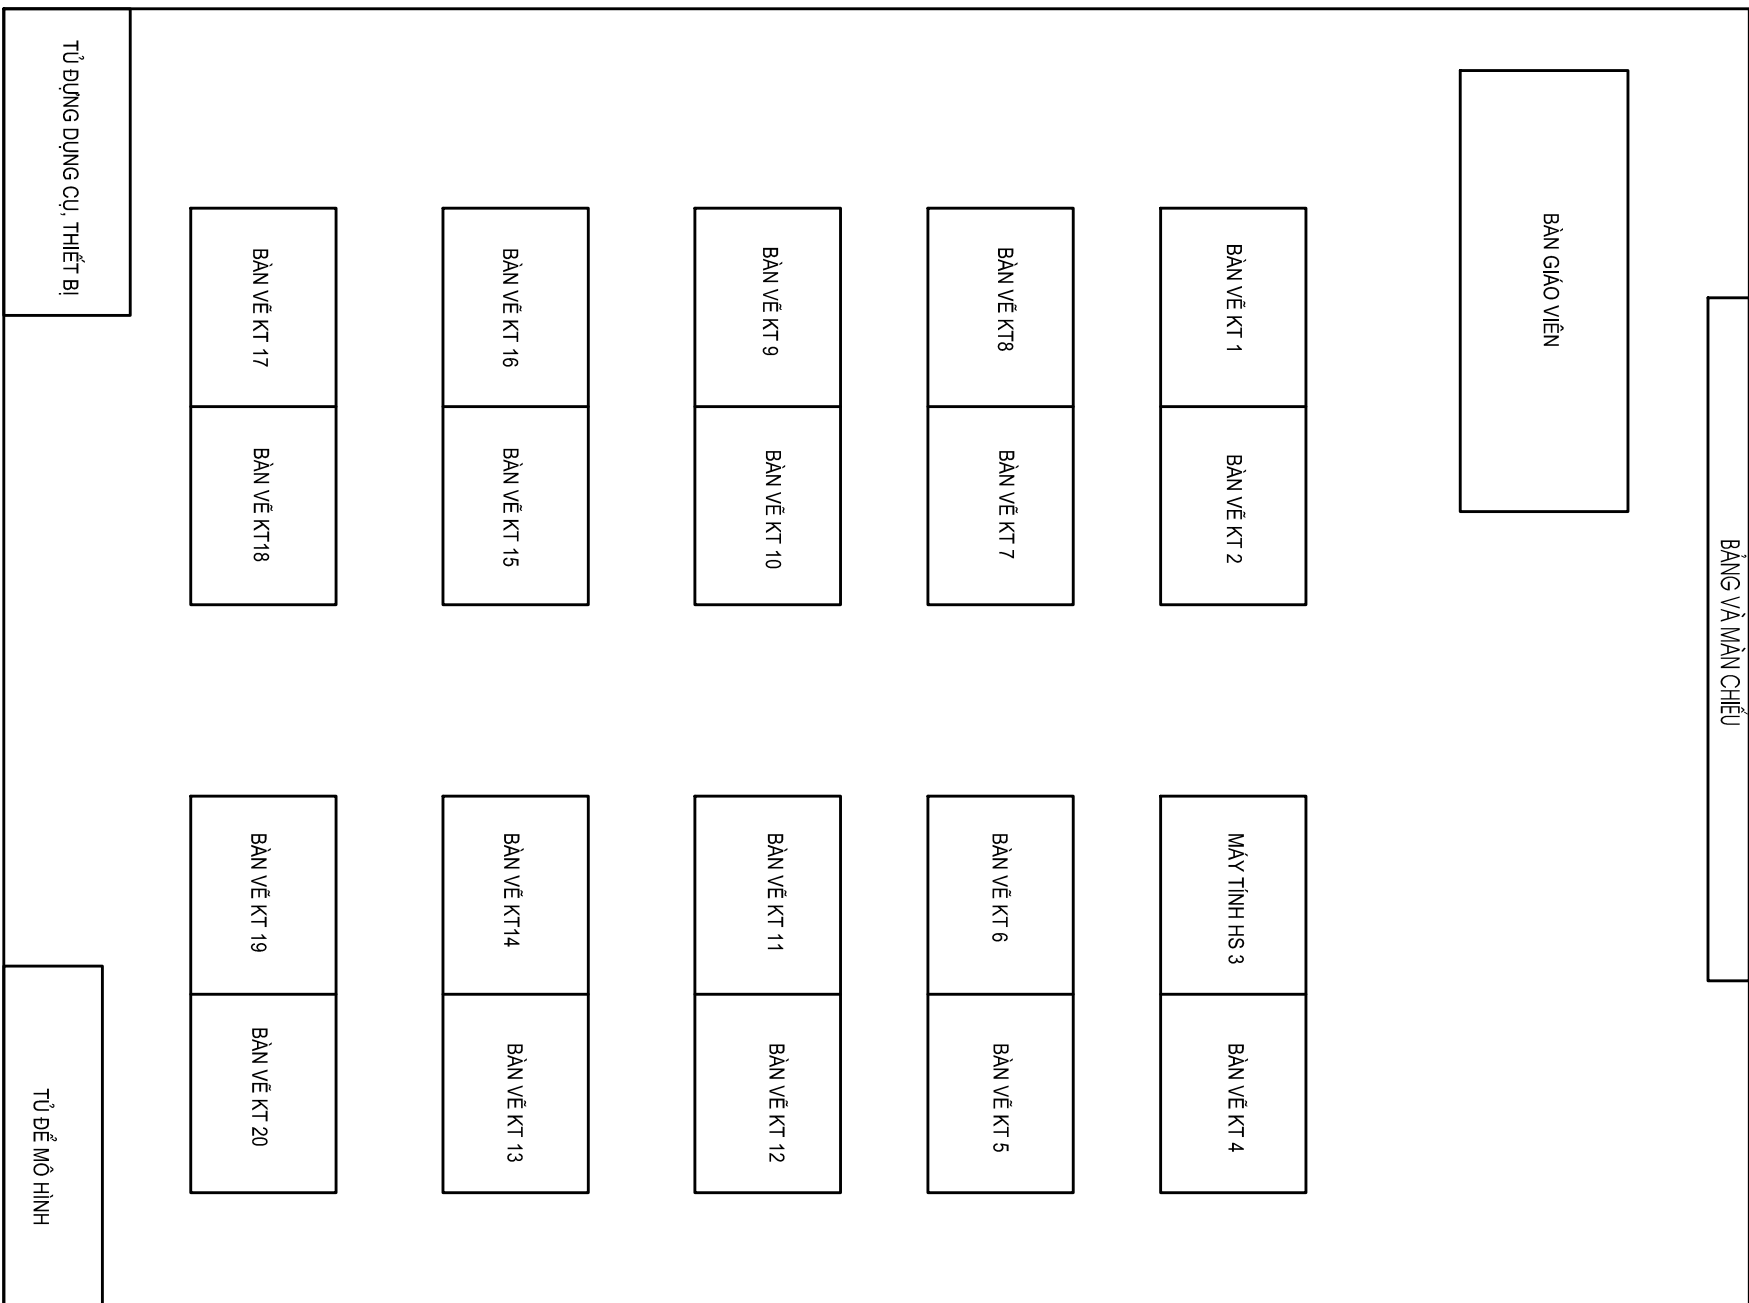 BẢNG VÀ MÀN CHIẾU
BÀN GIÁO VIÊN
BÀN VẼ KT 1
BÀN VẼ KT 2
MÁY TÍNH HS 3
BÀN VẼ KT 4
BÀN VẼ KT8
BÀN VẼ KT 7
BÀN VẼ KT 6
BÀN VẼ KT 5
BÀN VẼ KT 9
BÀN VẼ KT 10
BÀN VẼ KT 11
BÀN VẼ KT 12
BÀN VẼ KT 16
BÀN VẼ KT 15
BÀN VẼ KT14
BÀN VẼ KT 13
BÀN VẼ KT 17
BÀN VẼ KT18
BÀN VẼ KT 19
BÀN VẼ KT 20
TỦ ĐỰNG DỤNG CỤ, THIẾT BỊ
TỦ ĐỂ MÔ HÌNH